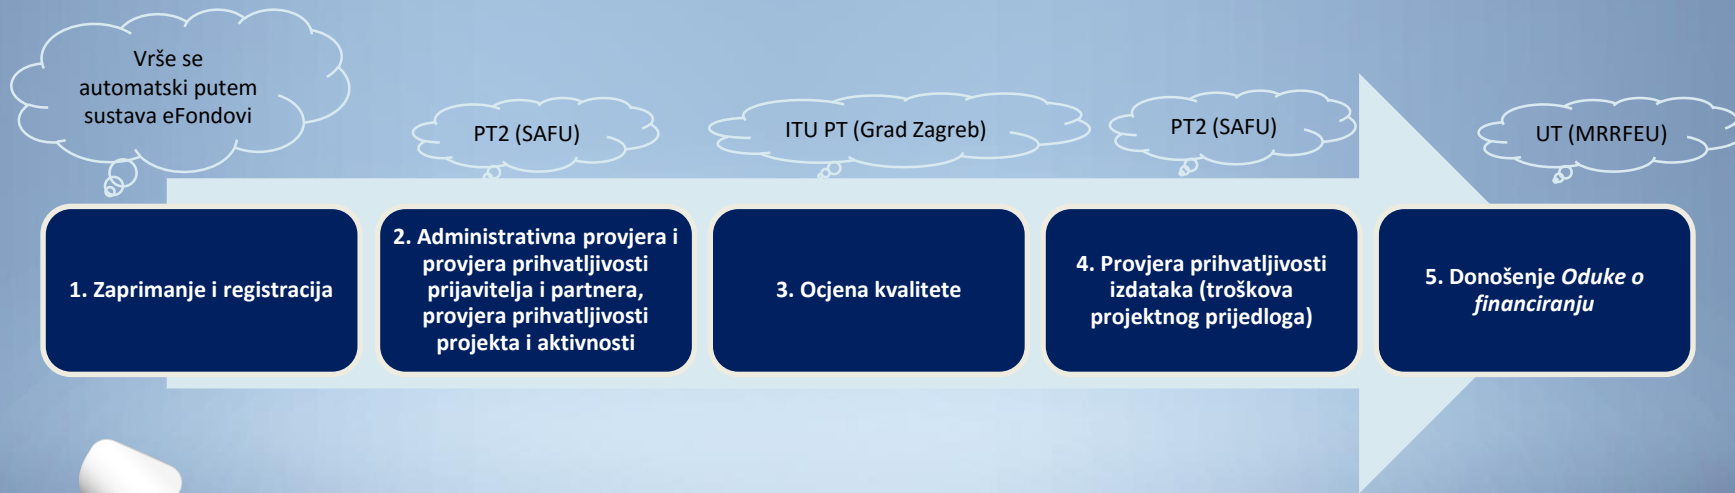 Vrše se
automatski putem
sustava eFondovi
PT2 (SAFU)
ITU PT (Grad Zagreb)
PT2 (SAFU)
UT (MRRFEU)
1. Zaprimanje i registracija
2. Administrativna provjera i
provjera prihvatljivosti
prijavitelja i partnera,
provjera prihvatljivosti
projekta i aktivnosti
3. Ocjena kvalitete
4. Provjera prihvatljivosti
izdataka (troškova
projektnog prijedloga)
5. Donošenje Oduke o
financiranju